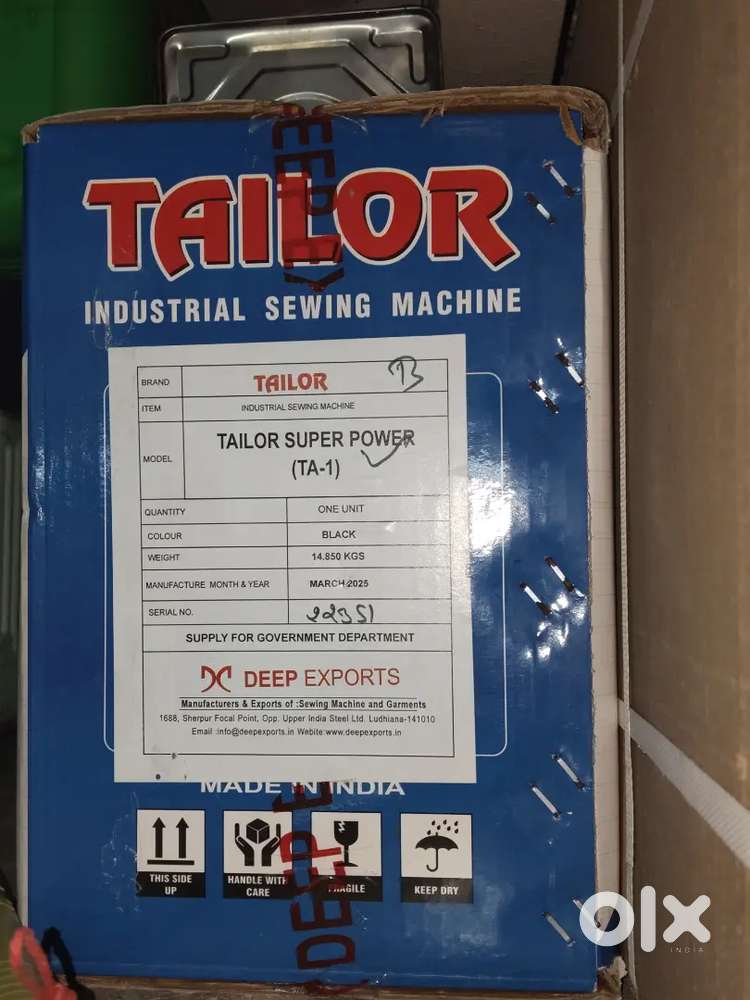 TAILOR
INDUSTRIAL SEWING MACHINE
BRAND TAILOR
ITEM INDUSTRIAL SEWING MACHINE
MODEL TAILOR SUPER POWER
(TA-1)
QUANTITY ONE UNIT
COLOUR BLACK
WEIGHT 14.850 KGS
MANUFACTURE MONTH & YEAR MARCH-2025
SERIAL NO. 22351
SUPPLY FOR GOVERNMENT DEPARTMENT
DEEP EXPORTS
Manufacturers & Exports of :Sewing Machine and Garments
1688, Sherpur Focal Point, Opp. Upper India Steel Ltd. Ludhiana-141010
Email :info@deepexports.in Webite:www.deepexports.in
MADE IN INDIA
THIS SIDE UP
HANDLE WITH CARE
FRAGILE
KEEP DRY
olx
INDIA